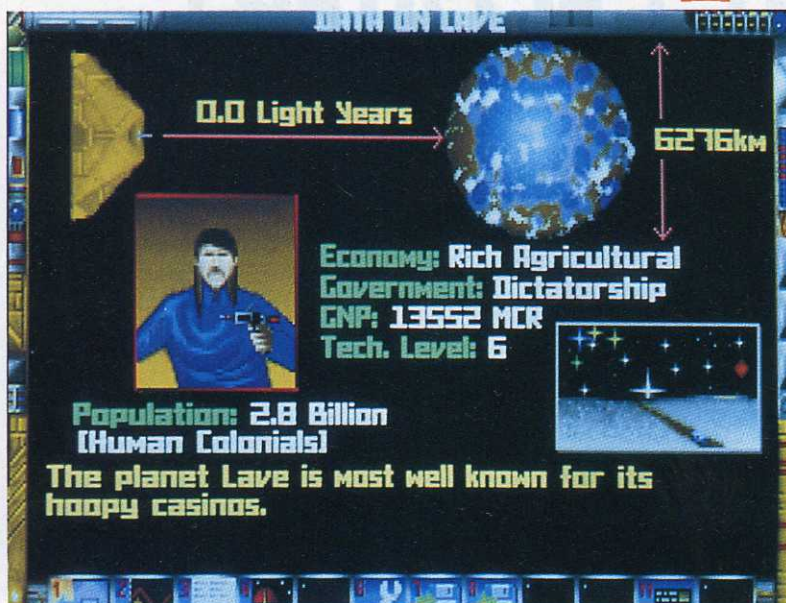 DATA ON LAVE
0.0 Light Years
6276km
Economy: Rich Agricultural
Government: Dictatorship
GNP: 13552 MCR
Tech. Level: 6
Population: 2.8 Billion
(Human Colonials)
The planet Lave is most well known for its
hoopy casinos.